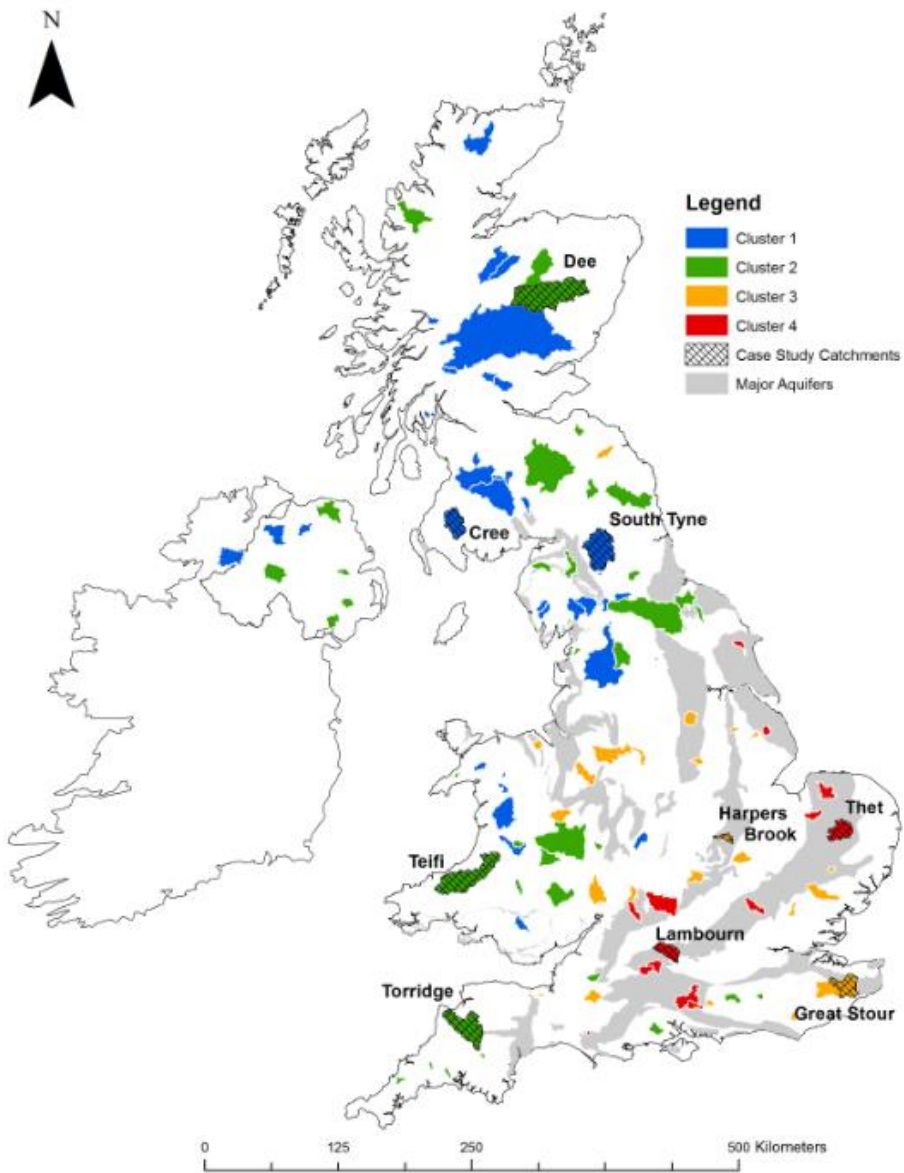 N
Legend
Cluster 1
Cluster 2
Cluster 3
Cluster 4
Case Study Catchments
Major Aquifers
Dee
South Tyne
Cree
Harpers
Brook
Thet
Teifi
Lambourn
Torridge
Great Stour
0 125 250 500 Kilometers